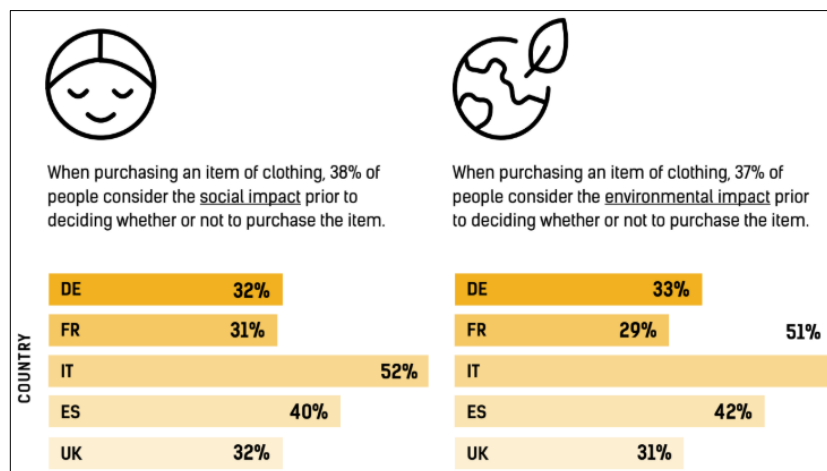 When purchasing an item of clothing, 38% of
people consider the social impact prior to
deciding whether or not to purchase the item.
When purchasing an item of clothing, 37% of
people consider the environmental impact prior
to deciding whether or not to purchase the item.
COUNTRY
DE 32%
FR 31%
IT 52%
ES 40%
UK 32%
DE 33%
FR 29%
51%
IT
ES 42%
UK 31%